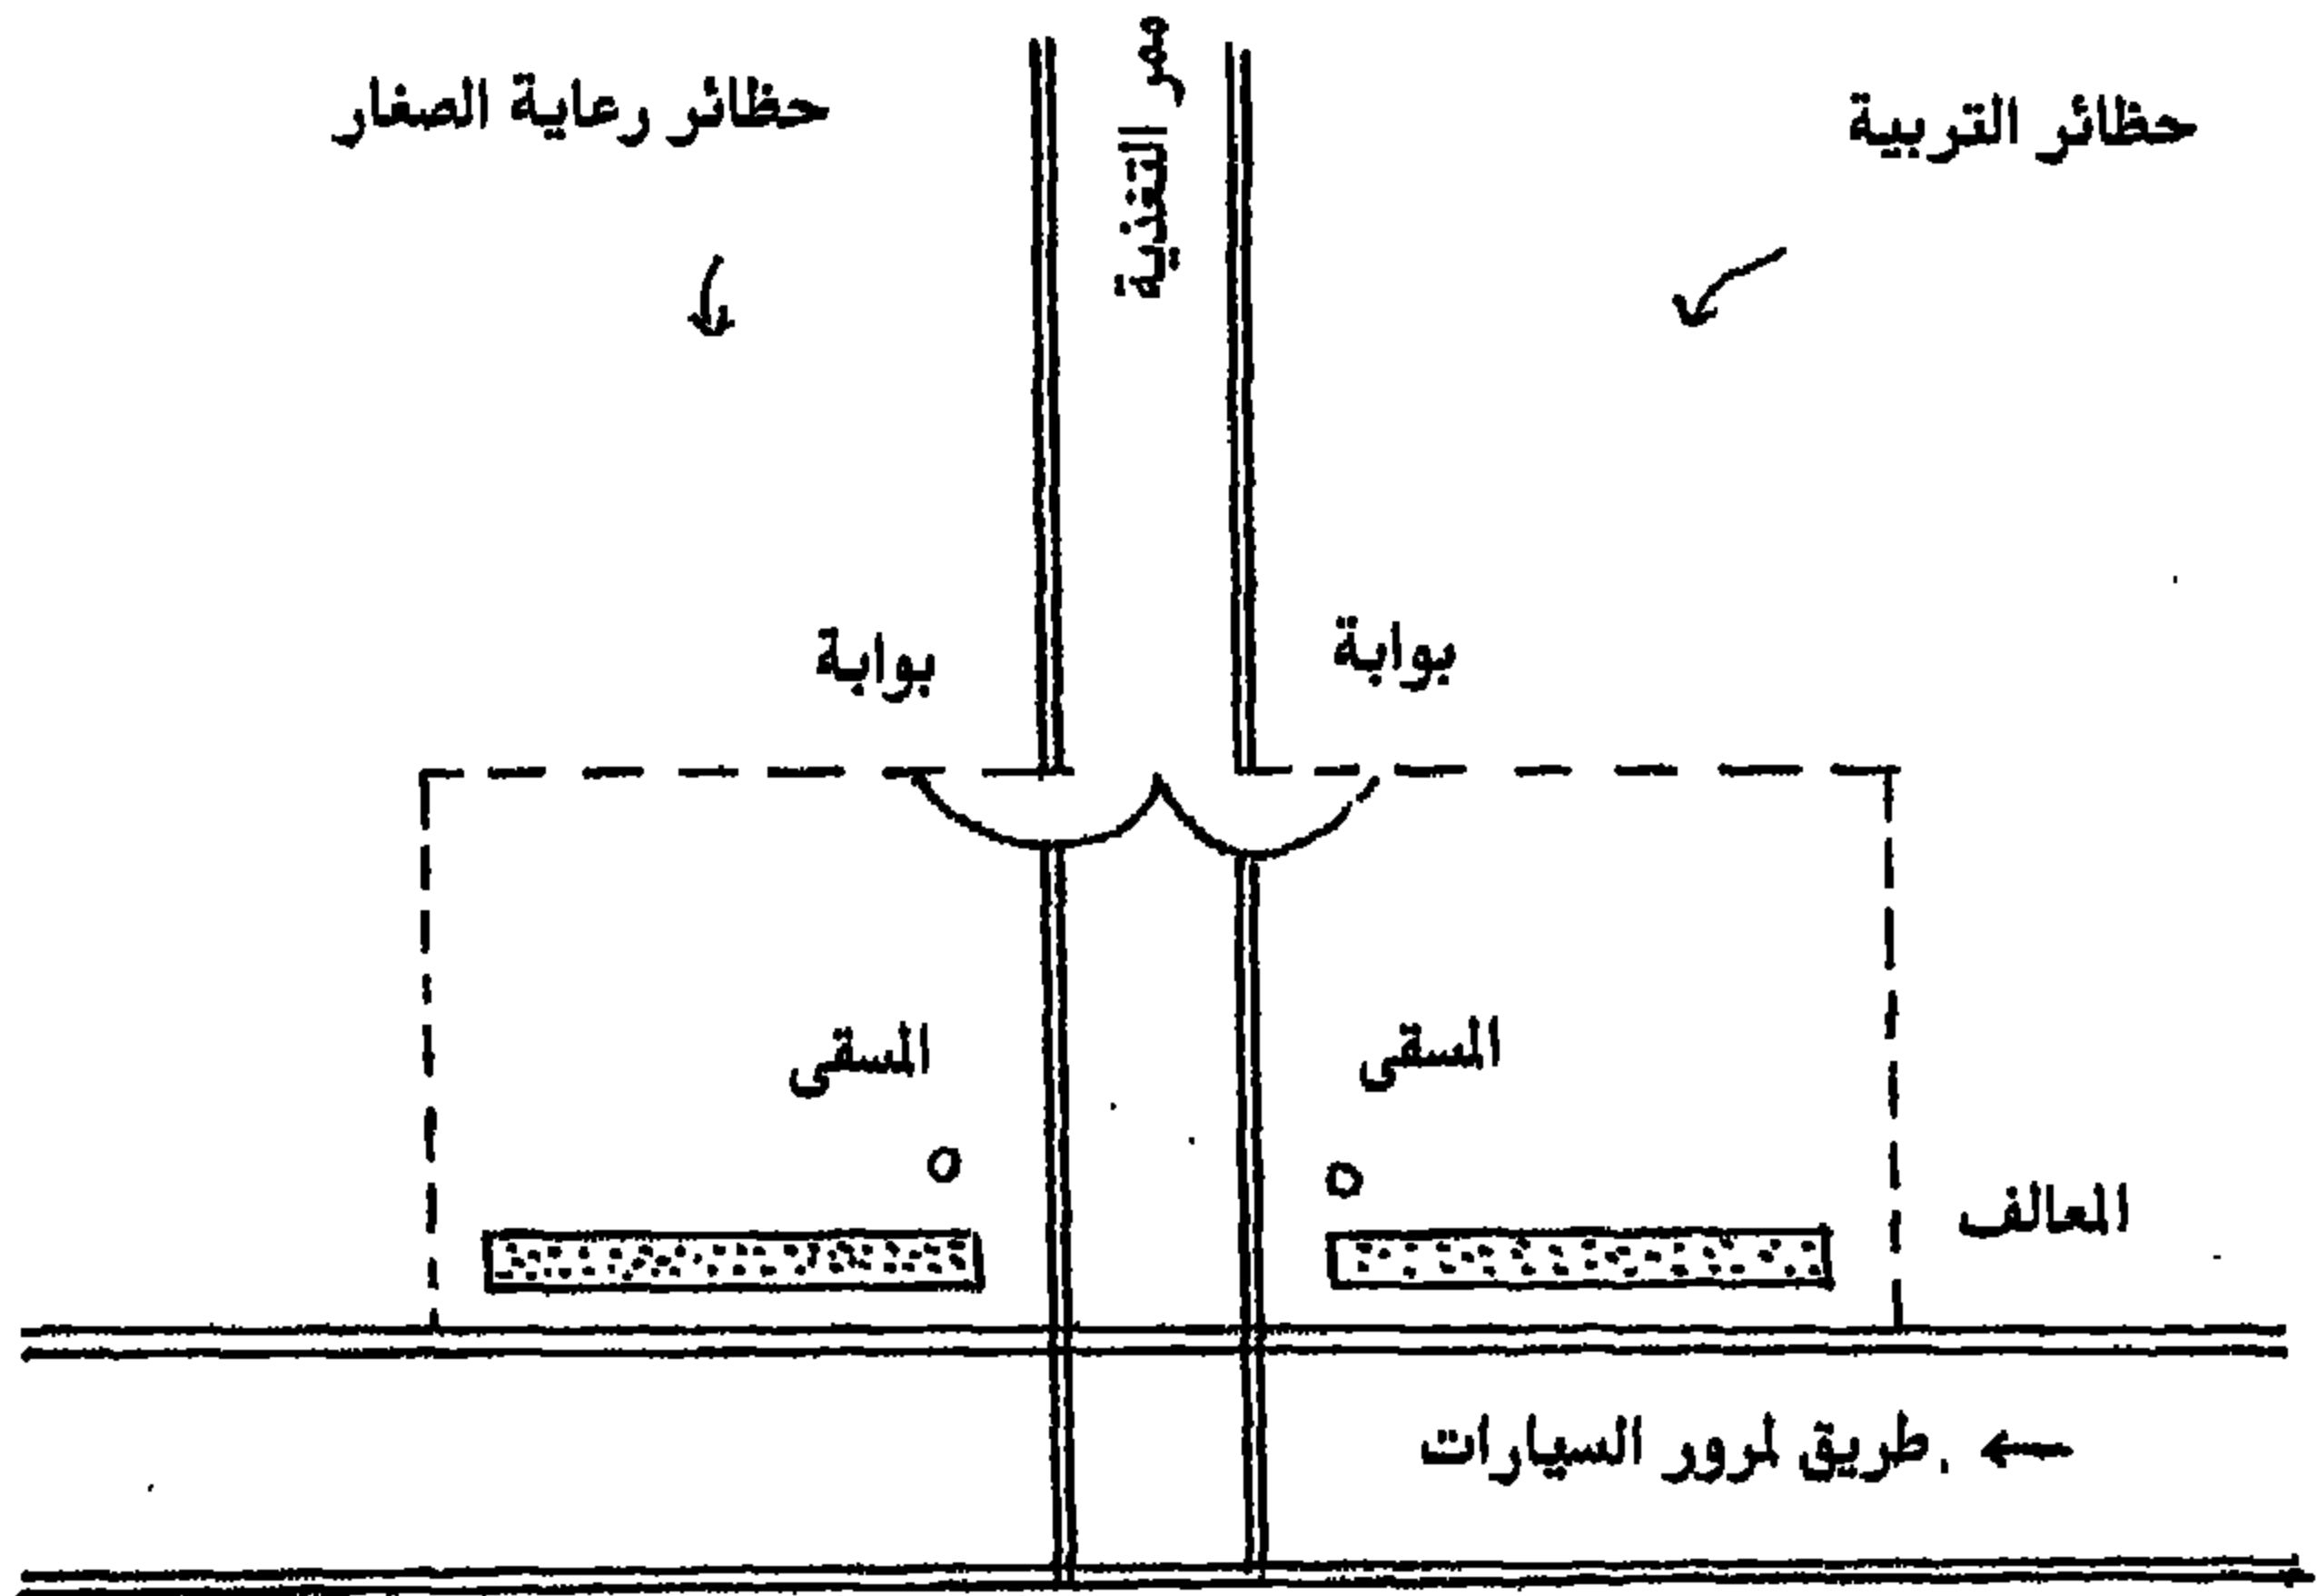 حظائر التربية
ممر التغذية
حظائر رعاية الصغار
بوابة
بوابة
المسقى
المسقى
المعالف
طريق لمرور السيارات